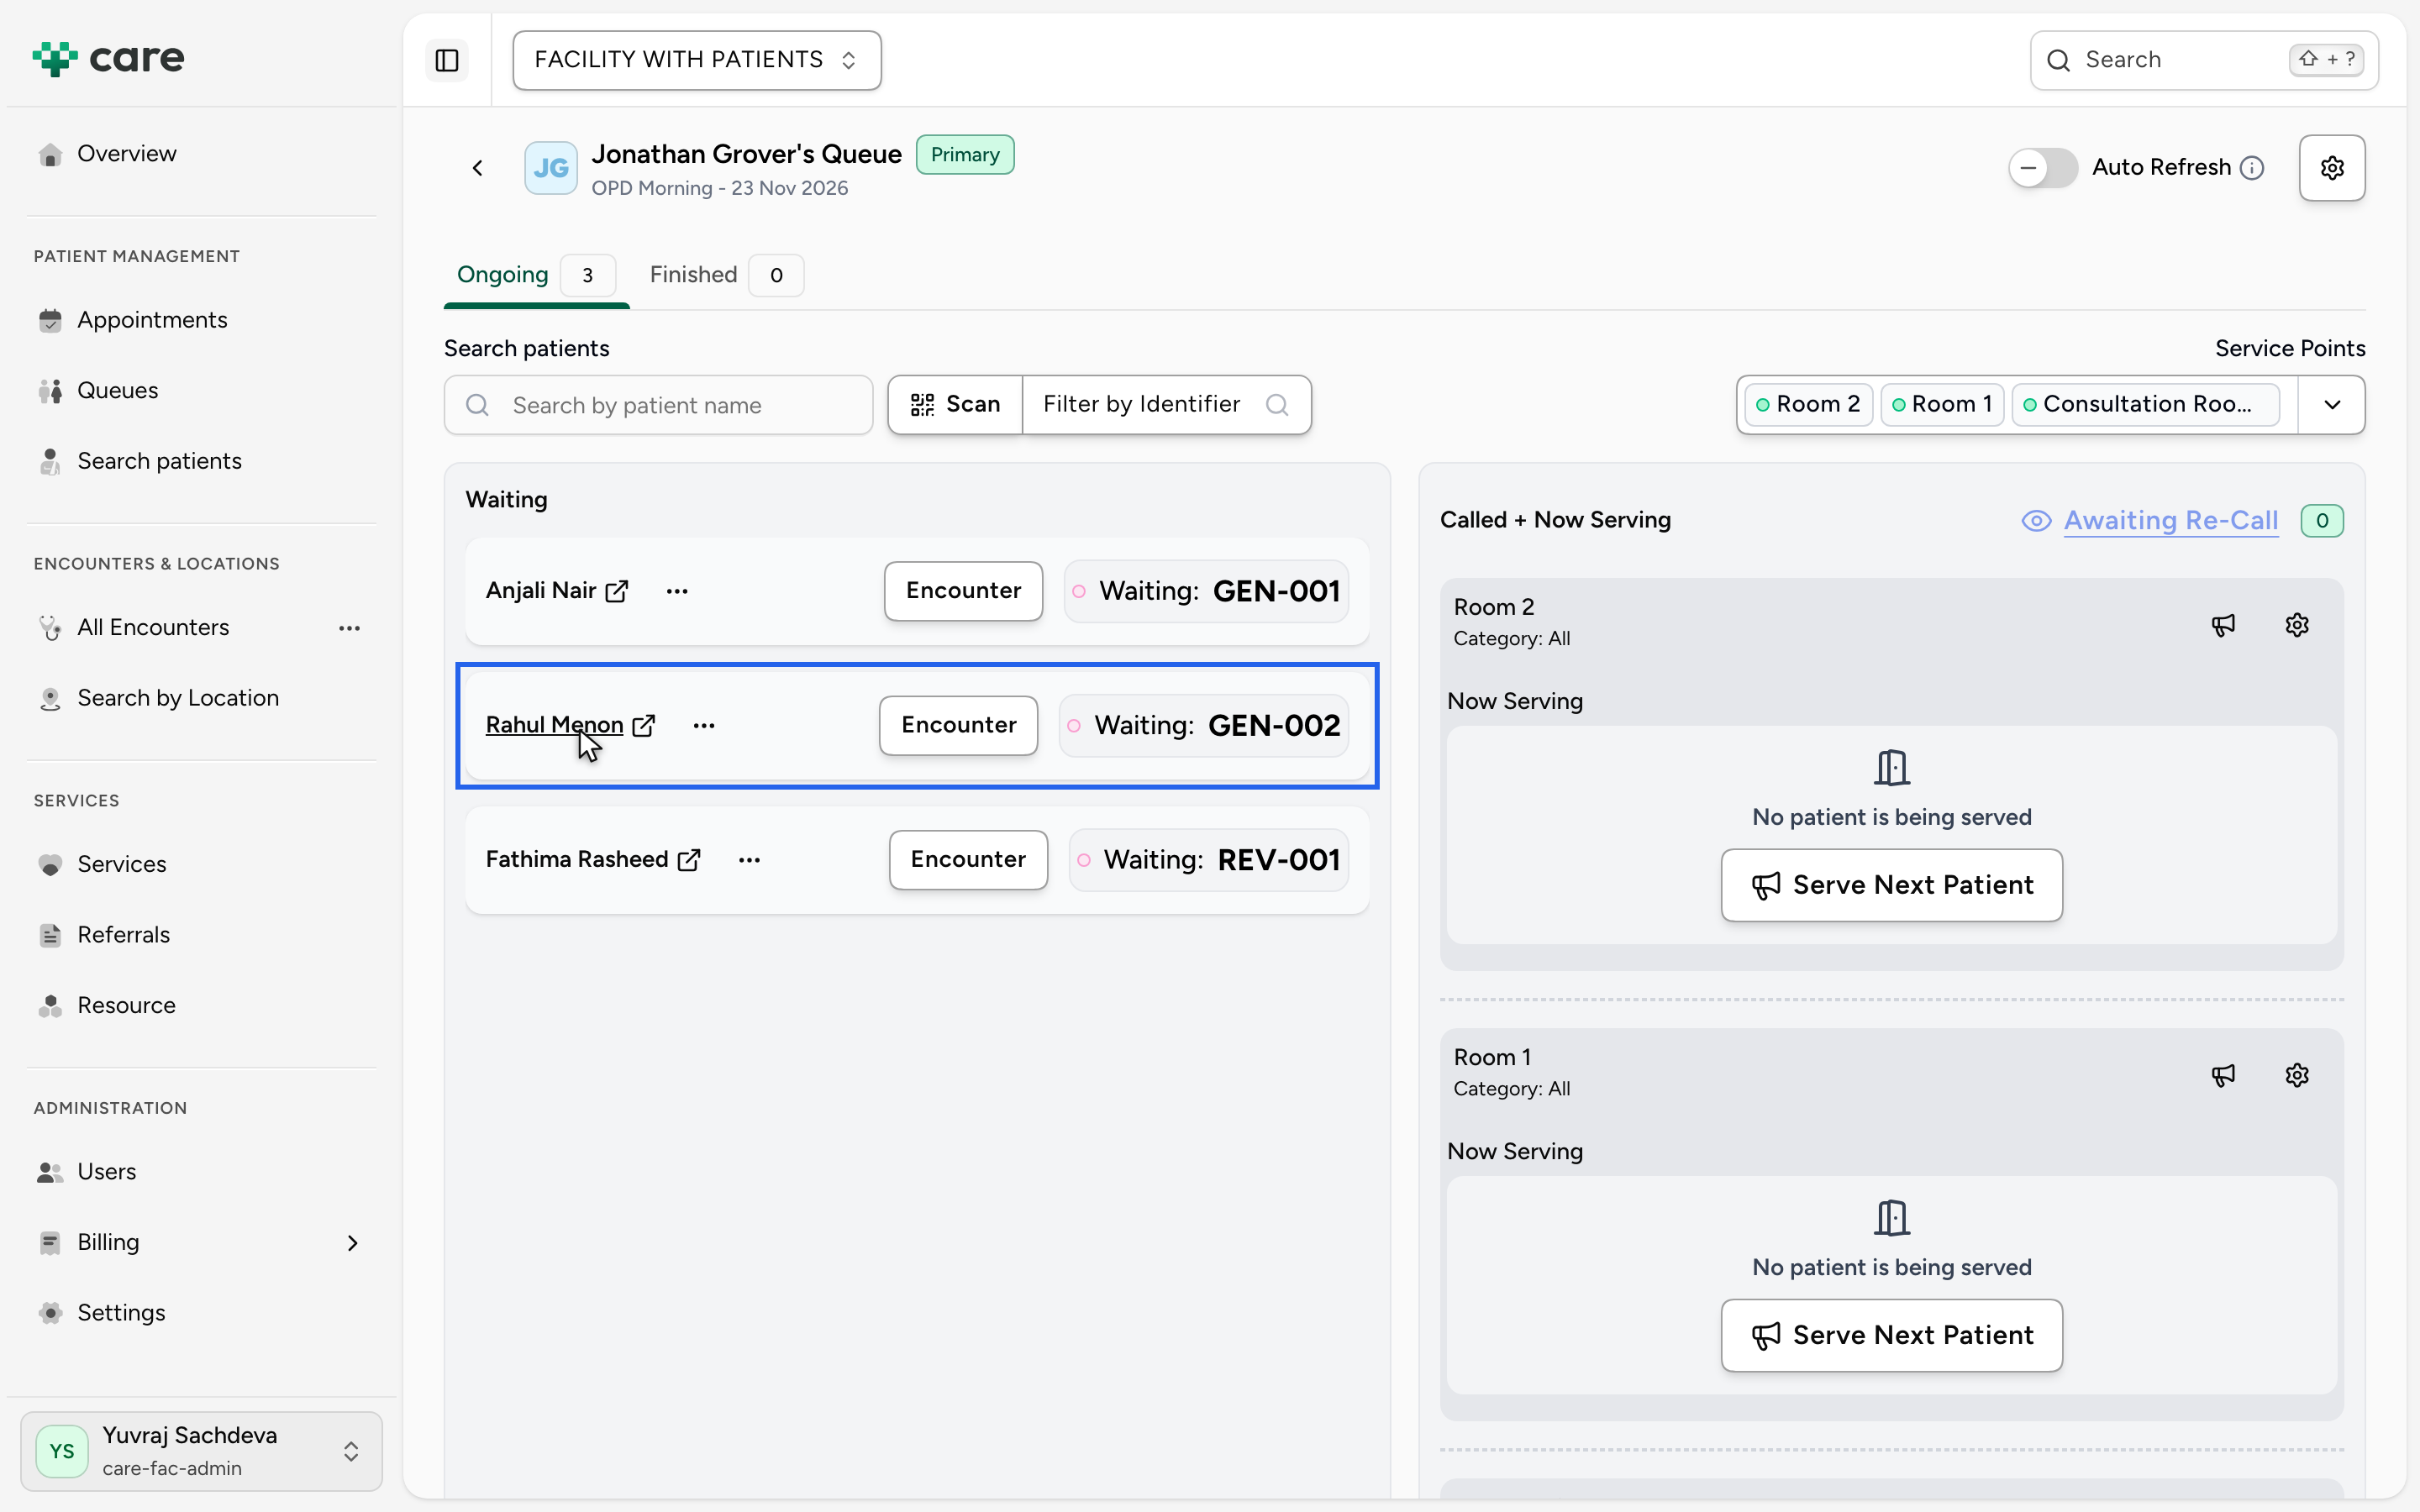 care
FACILITY WITH PATIENTS
Search
+ ?
Overview
PATIENT MANAGEMENT
Appointments
Queues
Search patients
ENCOUNTERS & LOCATIONS
All Encounters
Search by Location
SERVICES
Services
Referrals
Resource
ADMINISTRATION
Users
Billing
Settings
YS
Yuvraj Sachdeva
care-fac-admin
JG
Jonathan Grover's Queue
Primary
OPD Morning - 23 Nov 2026
Auto Refresh
Ongoing 3
Finished 0
Search patients
Search by patient name
Scan
Filter by Identifier
Service Points
Room 2
Room 1
Consultation Roo...
Waiting
Anjali Nair
Encounter
Waiting: GEN-001
Rahul Menon
Encounter
Waiting: GEN-002
Fathima Rasheed
Encounter
Waiting: REV-001
Called + Now Serving
Awaiting Re-Call 0
Room 2
Category: All
Now Serving
No patient is being served
Serve Next Patient
Room 1
Category: All
Now Serving
No patient is being served
Serve Next Patient